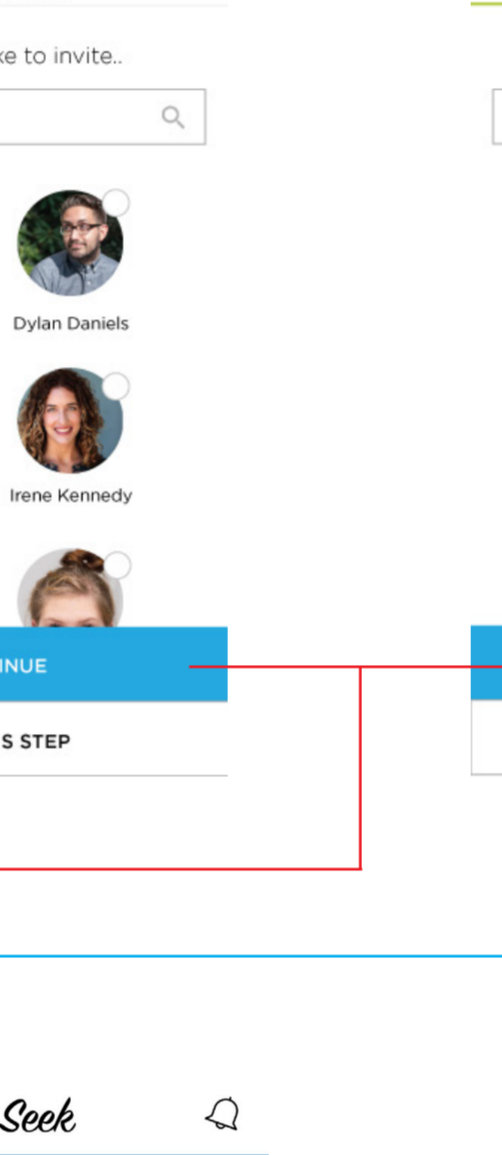 ke to invite..
Dylan Daniels
Irene Kennedy
INUE
S STEP
Seek